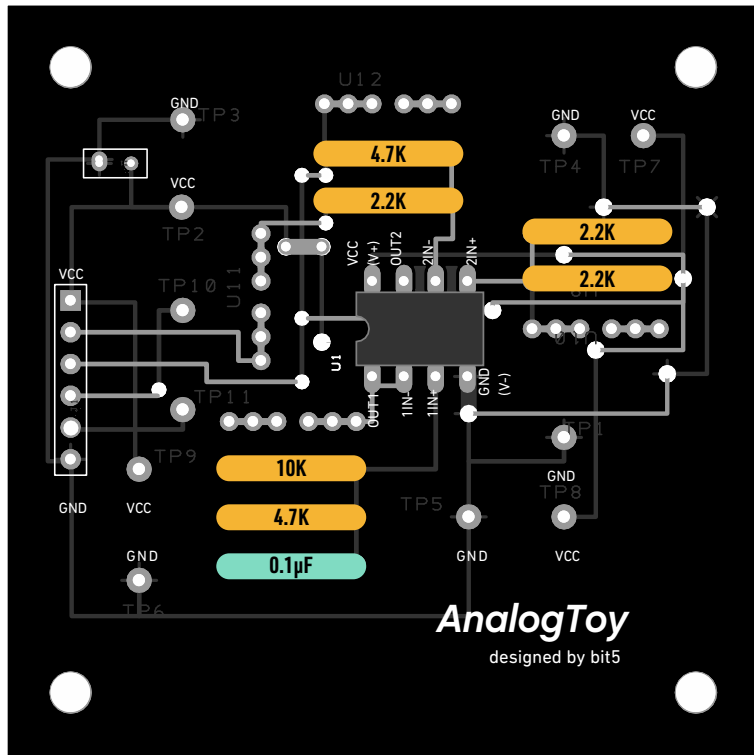 U12
GND
TP3
4.7K
GND
VCC
TP4
TP7
VCC
2.2K
TP2
2.2K
VCC
(V+)
OUT2
2IN-
2IN+
VCC
TP10
U11
2.2K
U10
U1
OUT1
1IN-
1IN+
GND
(V-)
TP11
TP1
10K
TP9
GND
TP5
TP8
GND
VCC
4.7K
GND
GND
VCC
0.1µF
TP6
AnalogToy
designed by bit5